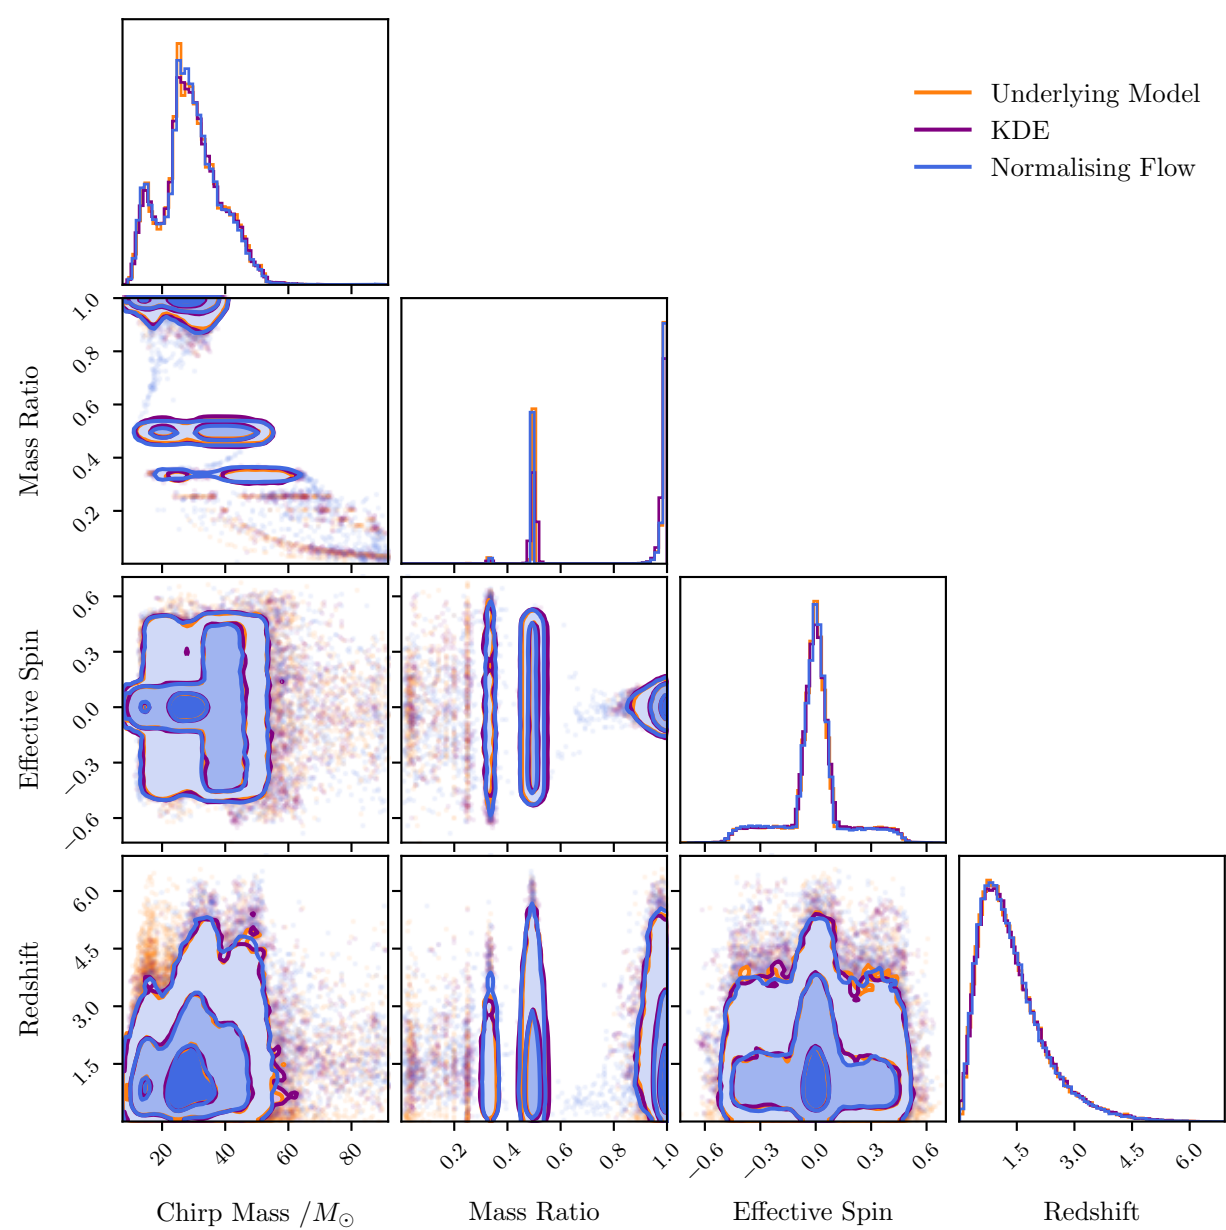 Underlying Model
KDE
Normalising Flow
Mass Ratio
1.0
0.8
0.6
0.4
0.2
Effective Spin
0.6
0.3
0.0
−0.3
−0.6
Redshift
6.0
4.5
3.0
1.5
20 40 60 80
0.2 0.4 0.6 0.8 1.0
−0.6 −0.3 0.0 0.3 0.6
1.5 3.0 4.5 6.0
Chirp Mass /M⊙
Mass Ratio
Effective Spin
Redshift